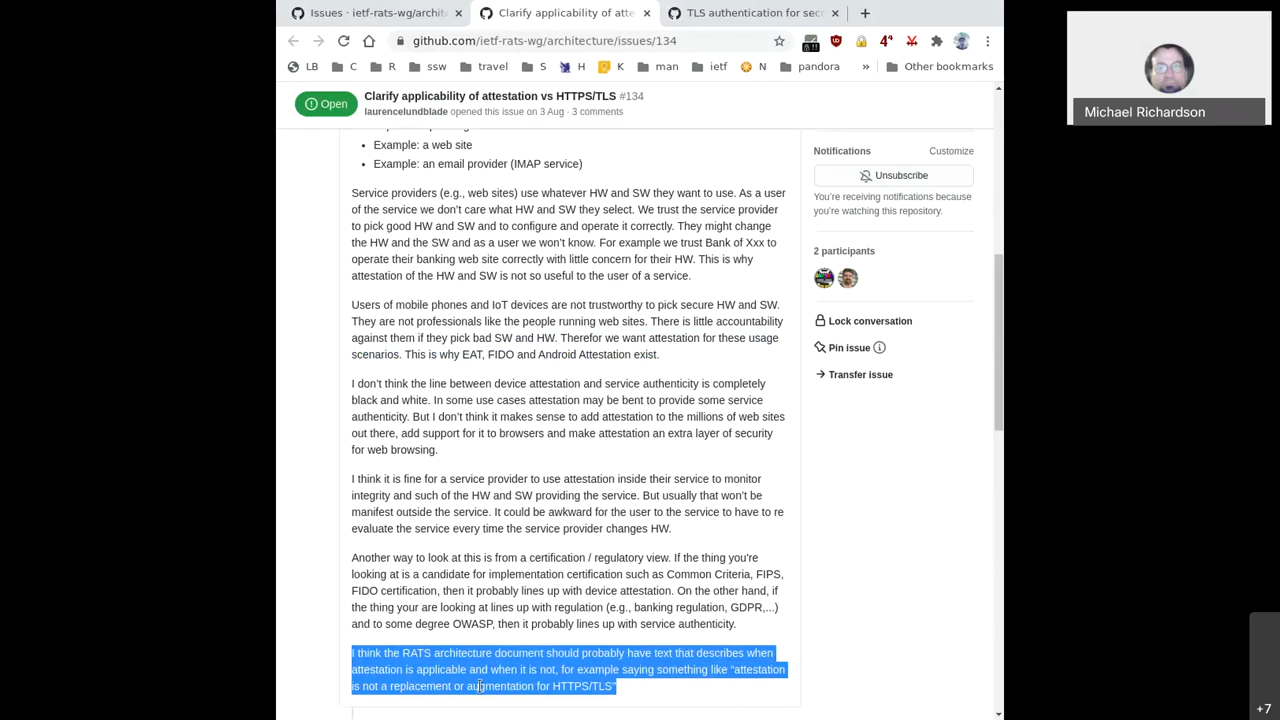 Issues · ietf-rats-wg/archit
Clarify applicability of atte
TLS authentication for sec
github.com/ietf-rats-wg/architecture/issues/134
LB
C
R
ssw
travel
S
H
K
man
ietf
N
pandora
»
Other bookmarks
Open
Clarify applicability of attestation vs HTTPS/TLS #134
laurencelundblade opened this issue on 3 Aug · 3 comments
• Example: a web site
• Example: an email provider (IMAP service)
Service providers (e.g., web sites) use whatever HW and SW they want to use. As a user
of the service we don't care what HW and SW they select. We trust the service provider
to pick good HW and SW and to configure and operate it correctly. They might change
the HW and the SW and as a user we won't know. For example we trust Bank of Xxx to
operate their banking web site correctly with little concern for their HW. This is why
attestation of the HW and SW is not so useful to the user of a service.
Users of mobile phones and IoT devices are not trustworthy to pick secure HW and SW.
They are not professionals like the people running web sites. There is little accountability
against them if they pick bad SW and HW. Therefor we want attestation for these usage
scenarios. This is why EAT, FIDO and Android Attestation exist.
I don't think the line between device attestation and service authenticity is completely
black and white. In some use cases attestation may be bent to provide some service
authenticity. But I don't think it makes sense to add attestation to the millions of web sites
out there, add support for it to browsers and make attestation an extra layer of security
for web browsing.
I think it is fine for a service provider to use attestation inside their service to monitor
integrity and such of the HW and SW providing the service. But usually that won't be
manifest outside the service. It could be awkward for the user to the service to have to re
evaluate the service every time the service provider changes HW.
Another way to look at this is from a certification / regulatory view. If the thing you're
looking at is a candidate for implementation certification such as Common Criteria, FIPS,
FIDO certification, then it probably lines up with device attestation. On the other hand, if
the thing your are looking at lines up with regulation (e.g., banking regulation, GDPR,...)
and to some degree OWASP, then it probably lines up with service authenticity.
I think the RATS architecture document should probably have text that describes when
attestation is applicable and when it is not, for example saying something like “attestation
is not a replacement or augmentation for HTTPS/TLS”
Notifications
Customize
Unsubscribe
You're receiving notifications because
you're watching this repository.
2 participants
Lock conversation
Pin issue
Transfer issue
Michael Richardson
+7